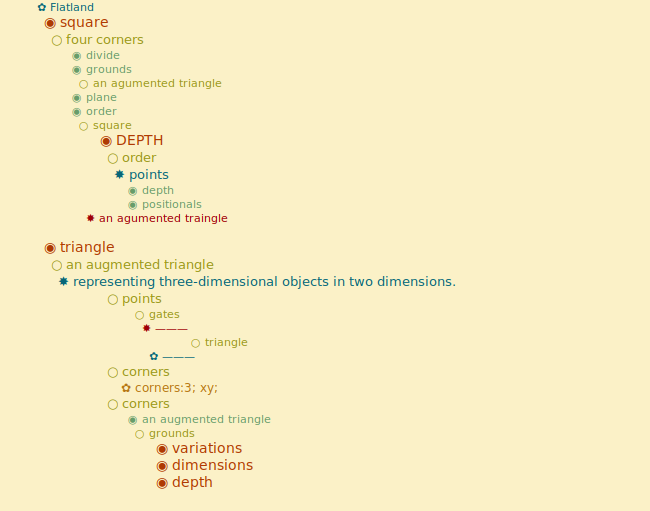 ✿ Flatland
◉ square
○ four corners
◉ divide
◉ grounds
○ an agumented triangle
◉ plane
◉ order
○ square
◉ DEPTH
○ order
✸ points
◉ depth
◉ positionals
✸ an agumented traingle
◉ triangle
○ an augmented triangle
✸ representing three-dimensional objects in two dimensions.
○ points
○ gates
✸ ———
○ triangle
✿ ———
○ corners
✿ corners:3; xy;
○ corners
◉ an augmented triangle
○ grounds
◉ variations
◉ dimensions
◉ depth